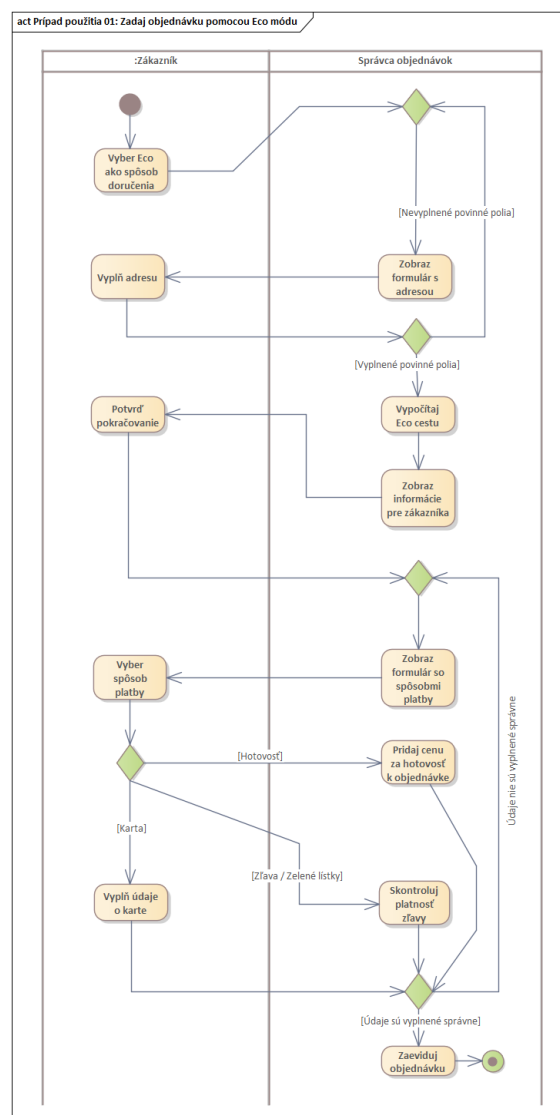 act Prípad použitia 01: Zadaj objednávku pomocou Eco módu
:Zákazník
Správca objednávok
Vyber Eco
ako spôsob
doručenia
[Nevyplnené povinné polia]
Vyplň adresu
Zobraz
formulár s
adresou
[Vyplnené povinné polia]
Potvrď
pokračovanie
Vypočítaj
Eco cestu
Zobraz
informácie
pre zákazníka
Vyber
spôsob
platby
Zobraz
formulár so
spôsobmi
platby
Údaje nie sú vyplnené správne
[Hotovosť]
Pridaj cenu
za hotovosť
k objednávke
[Karta]
[Zľava / Zelené lístky]
Vyplň údaje
o karte
Skontroluj
platnosť
zľavy
[Údaje sú vyplnené správne]
Zaeviduj
objednávku